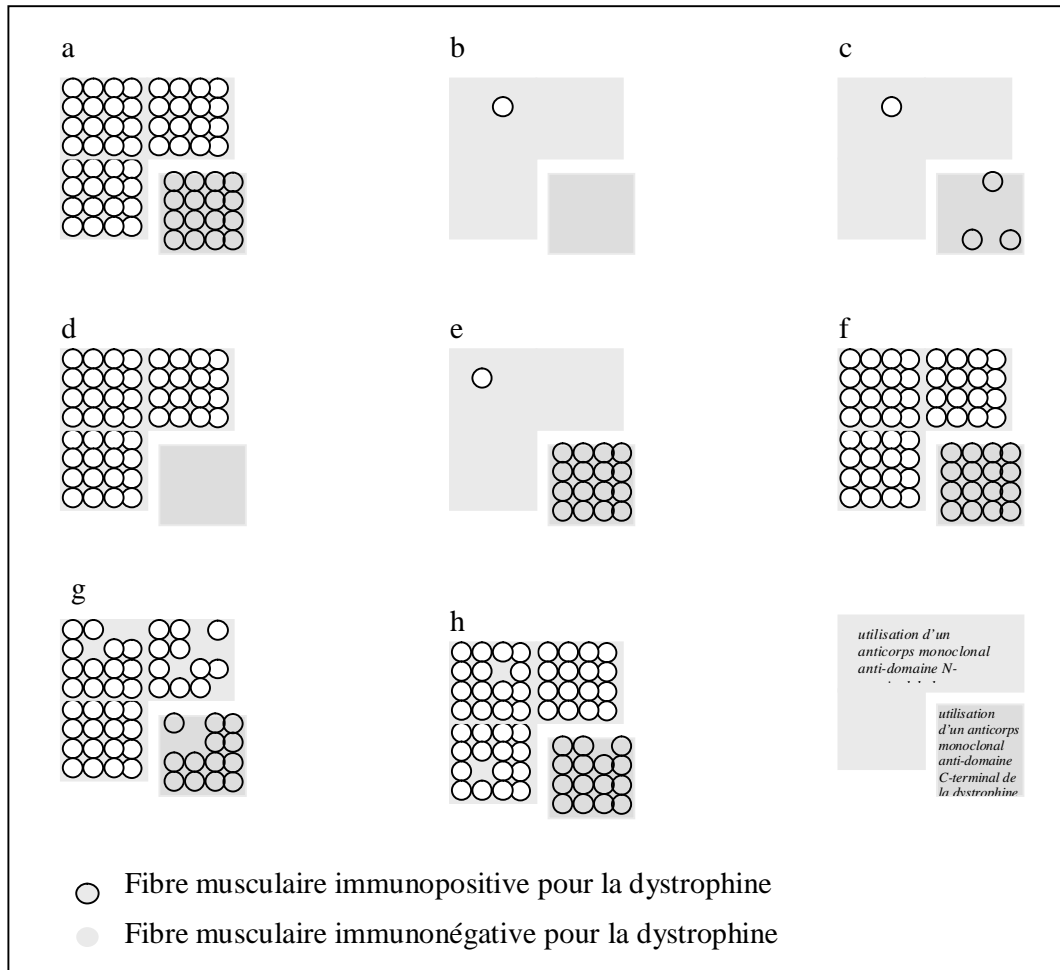 a
b
c
d
e
f
g
h
utilisation d'un
anticorps monoclonal
anti-domaine N-
utilisation
d'un anticorps
monoclonal
anti-domaine
C-terminal de
la dystrophine
Fibre musculaire immunopositive pour la dystrophine
Fibre musculaire immunonégative pour la dystrophine